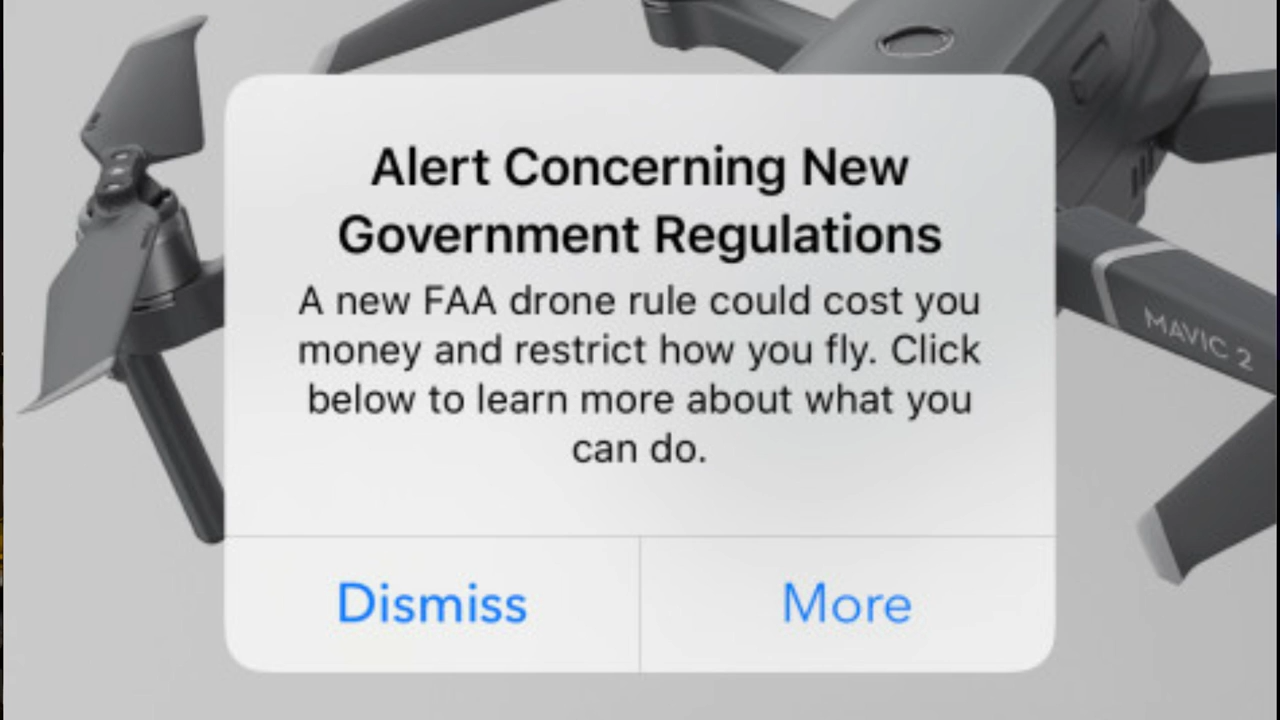 Alert Concerning New
Government Regulations
A new FAA drone rule could cost you
money and restrict how you fly. Click
below to learn more about what you
can do.
Dismiss
More
MAVIC 2